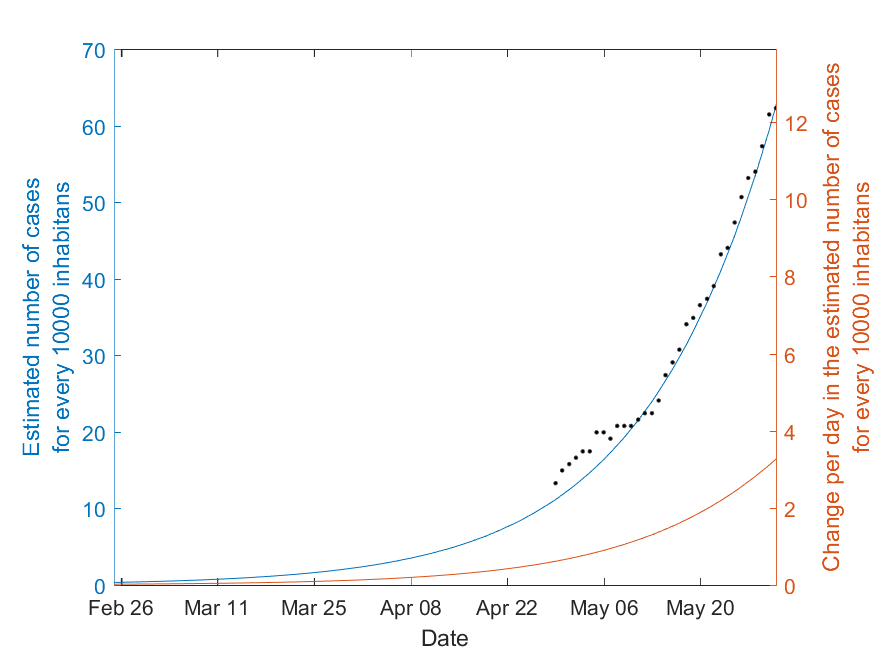 Estimated number of cases
for every 10000 inhabitans
70
60
50
40
30
20
10
0
12
10
8
6
4
2
0
Change per day in the estimated number of cases
for every 10000 inhabitans
Feb 26 Mar 11 Mar 25 Apr 08 Apr 22 May 06 May 20
Date